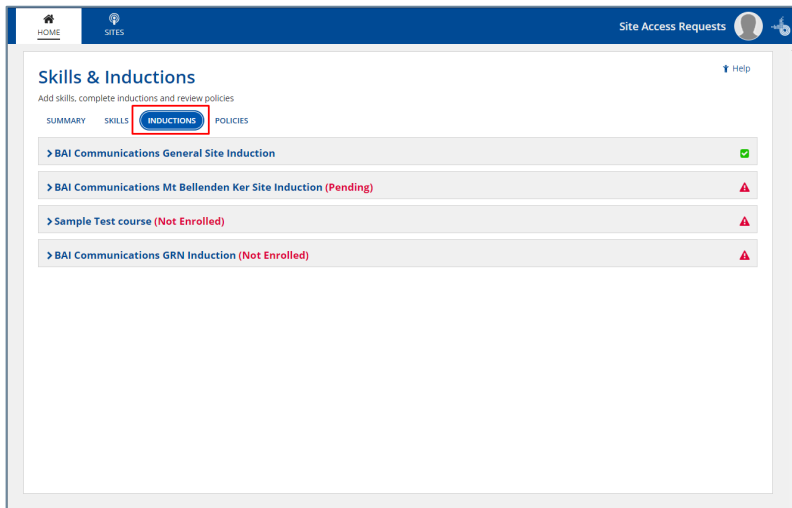 HOME
SITES
Site Access Requests
Skills & Inductions
Help
Add skills, complete inductions and review policies
SUMMARY SKILLS INDUCTIONS POLICIES
BAI Communications General Site Induction
BAI Communications Mt Bellenden Ker Site Induction (Pending)
Sample Test course (Not Enrolled)
BAI Communications GRN Induction (Not Enrolled)